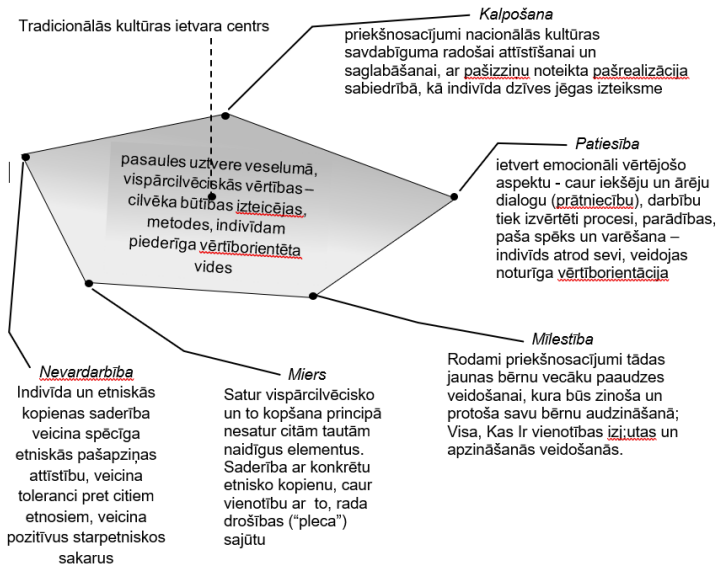 Tradicionālās kultūras ietvara centrs
Kalpošana
priekšnosacījumi nacionālās kultūras
savdabīguma radošai attīstīšanai un
saglabāšanai, ar pašizziņu noteikta pašrealizācija
sabiedrībā, kā indivīda dzīves jēgas izteiksme
pasaules uztvere veselumā,
vispārcilvēciskās vērtības –
cilvēka būtības izteicējas,
metodes, indivīdam
piederīga vērtīborientēta
vides
Patiesība
ietvert emocionāli vērtējošo
aspektu - caur iekšēju un ārēju
dialogu (prātniecību), darbību
tiek izvērtēti procesi, parādības,
paša spēks un varēšana –
indivīds atrod sevi, veidojas
noturīga vērtīborientācija
Mīlestība
Rodami priekšnosacījumi tādas
jaunas bērnu vecāku paaudzes
veidošanai, kura būs zinoša un
protoša savu bērnu audzināšanā;
Visa, Kas Ir vienotības izj;utas un
apzināšanās veidošanās.
Miers
Satur vispārcilvēcisko
un to kopšana principā
nesatur citām tautām
naidīgus elementus.
Saderība ar konkrētu
etnisko kopienu, caur
vienotību ar to, rada
drošības (“pleca”)
sajūtu
Nevardarbība
Indivīda un etniskās
kopienas saderība
veicina spēcīga
etniskās pašapziņas
attīstību, veicina
toleranci pret citiem
etnosiem, veicina
pozitīvus starpetniskos
sakarus